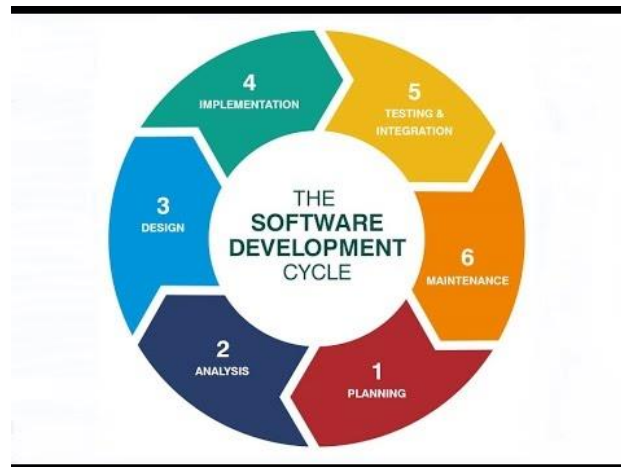 THE
SOFTWARE
DEVELOPMENT
CYCLE
1
PLANNING
2
ANALYSIS
3
DESIGN
4
IMPLEMENTATION
5
TESTING &
INTEGRATION
6
MAINTENANCE